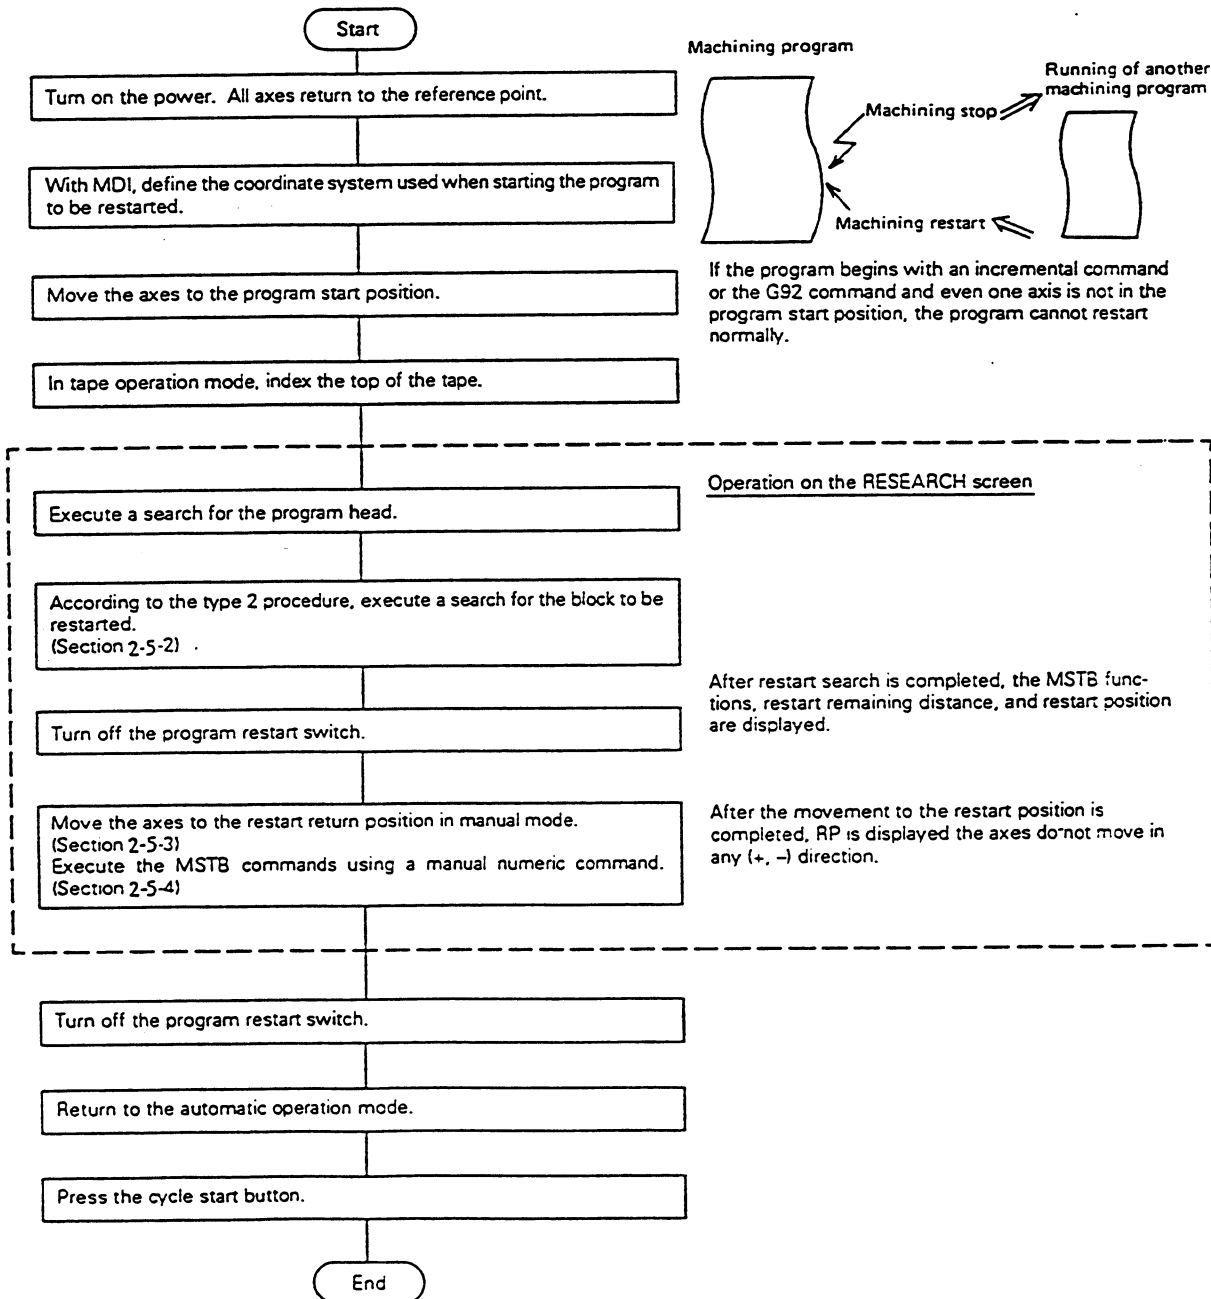 Start
Turn on the power. All axes return to the reference point.
With MDI, define the coordinate system used when starting the program
to be restarted.
Move the axes to the program start position.
In tape operation mode, index the top of the tape.
Machining program
Running of another
machining program
Machining stop
Machining restart
If the program begins with an incremental command
or the G92 command and even one axis is not in the
program start position, the program cannot restart
normally.
Operation on the RESEARCH screen
Execute a search for the program head.
According to the type 2 procedure, execute a search for the block to be
restarted.
(Section 2-5-2)
Turn off the program restart switch.
After restart search is completed, the MSTB func-
tions, restart remaining distance, and restart position
are displayed.
Move the axes to the restart return position in manual mode.
(Section 2-5-3)
Execute the MSTB commands using a manual numeric command.
(Section 2-5-4)
After the movement to the restart position is
completed, RP is displayed the axes do not move in
any (+, –) direction.
Turn off the program restart switch.
Return to the automatic operation mode.
Press the cycle start button.
End